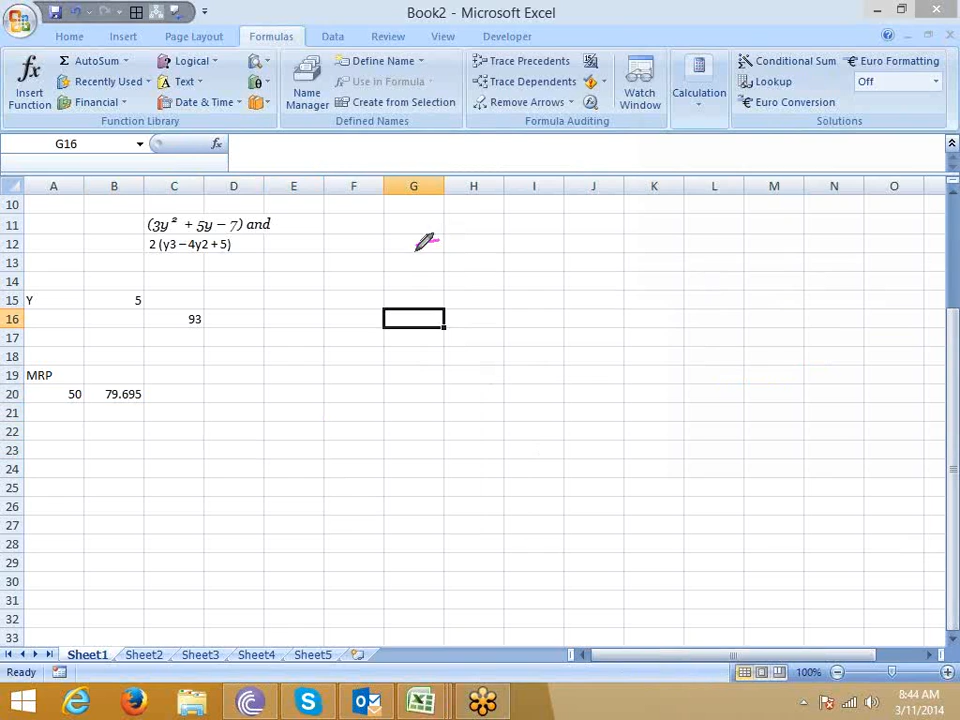 Book2 - Microsoft Excel
Home Insert Page Layout Formulas Data Review View Developer
fx Insert Function
Σ AutoSum
Recently Used
Financial
Logical
Text
Date & Time
Function Library
Name Manager
Define Name
Use in Formula
Create from Selection
Defined Names
Trace Precedents
Trace Dependents
Remove Arrows
Formula Auditing
Watch Window
Calculation
Conditional Sum
Lookup
Euro Conversion
Euro Formatting
Off
Solutions
G16 fx
A B C D E F G H I J K L M N O
10
11 (3y² + 5y – 7) and
12 2 (y3 – 4y2 + 5)
13
14
15 Y 5
16 93
17
18
19 MRP
20 50 79.695
21
22
23
24
25
26
27
28
29
30
31
32
33
Sheet1 Sheet2 Sheet3 Sheet4 Sheet5
Ready 100%
8:44 AM
3/11/2014